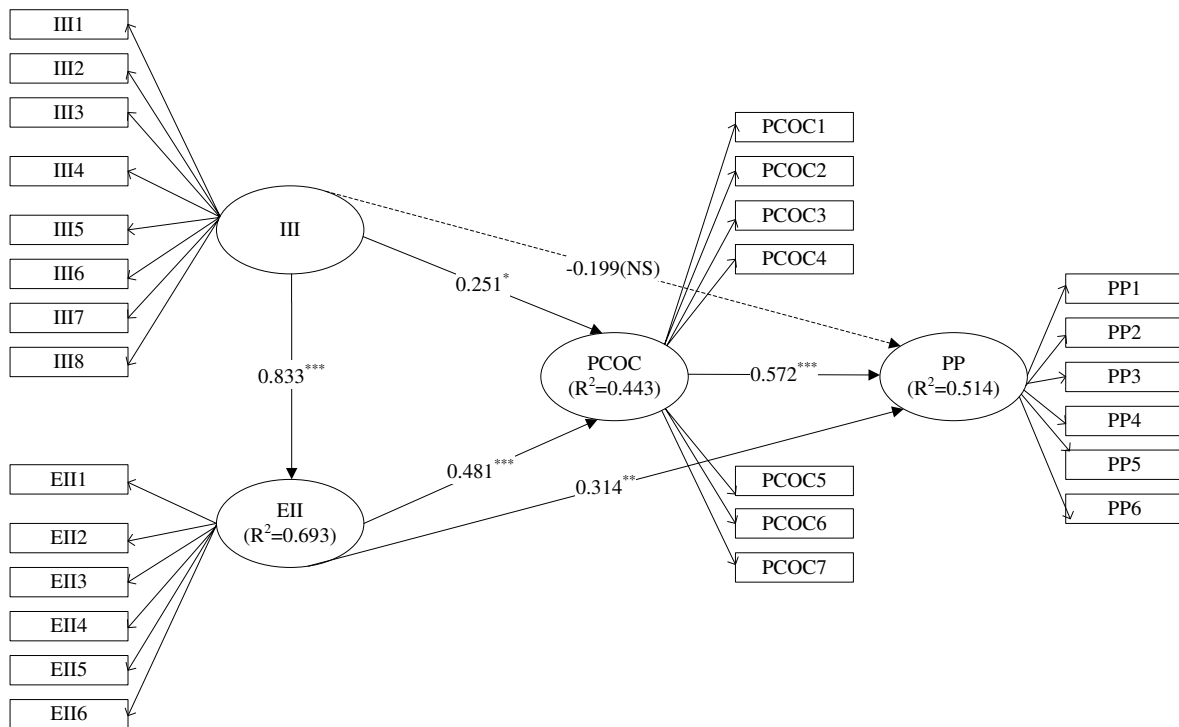 III1
III2
III3
III4
III5
III6
III7
III8
III
0.833***
0.251*
-0.199(NS)
EII1
EII2
EII3
EII4
EII5
EII6
EII
(R²=0.693)
0.481***
0.314**
PCOC1
PCOC2
PCOC3
PCOC4
PCOC
(R²=0.443)
0.572***
PCOC5
PCOC6
PCOC7
PP
(R²=0.514)
PP1
PP2
PP3
PP4
PP5
PP6